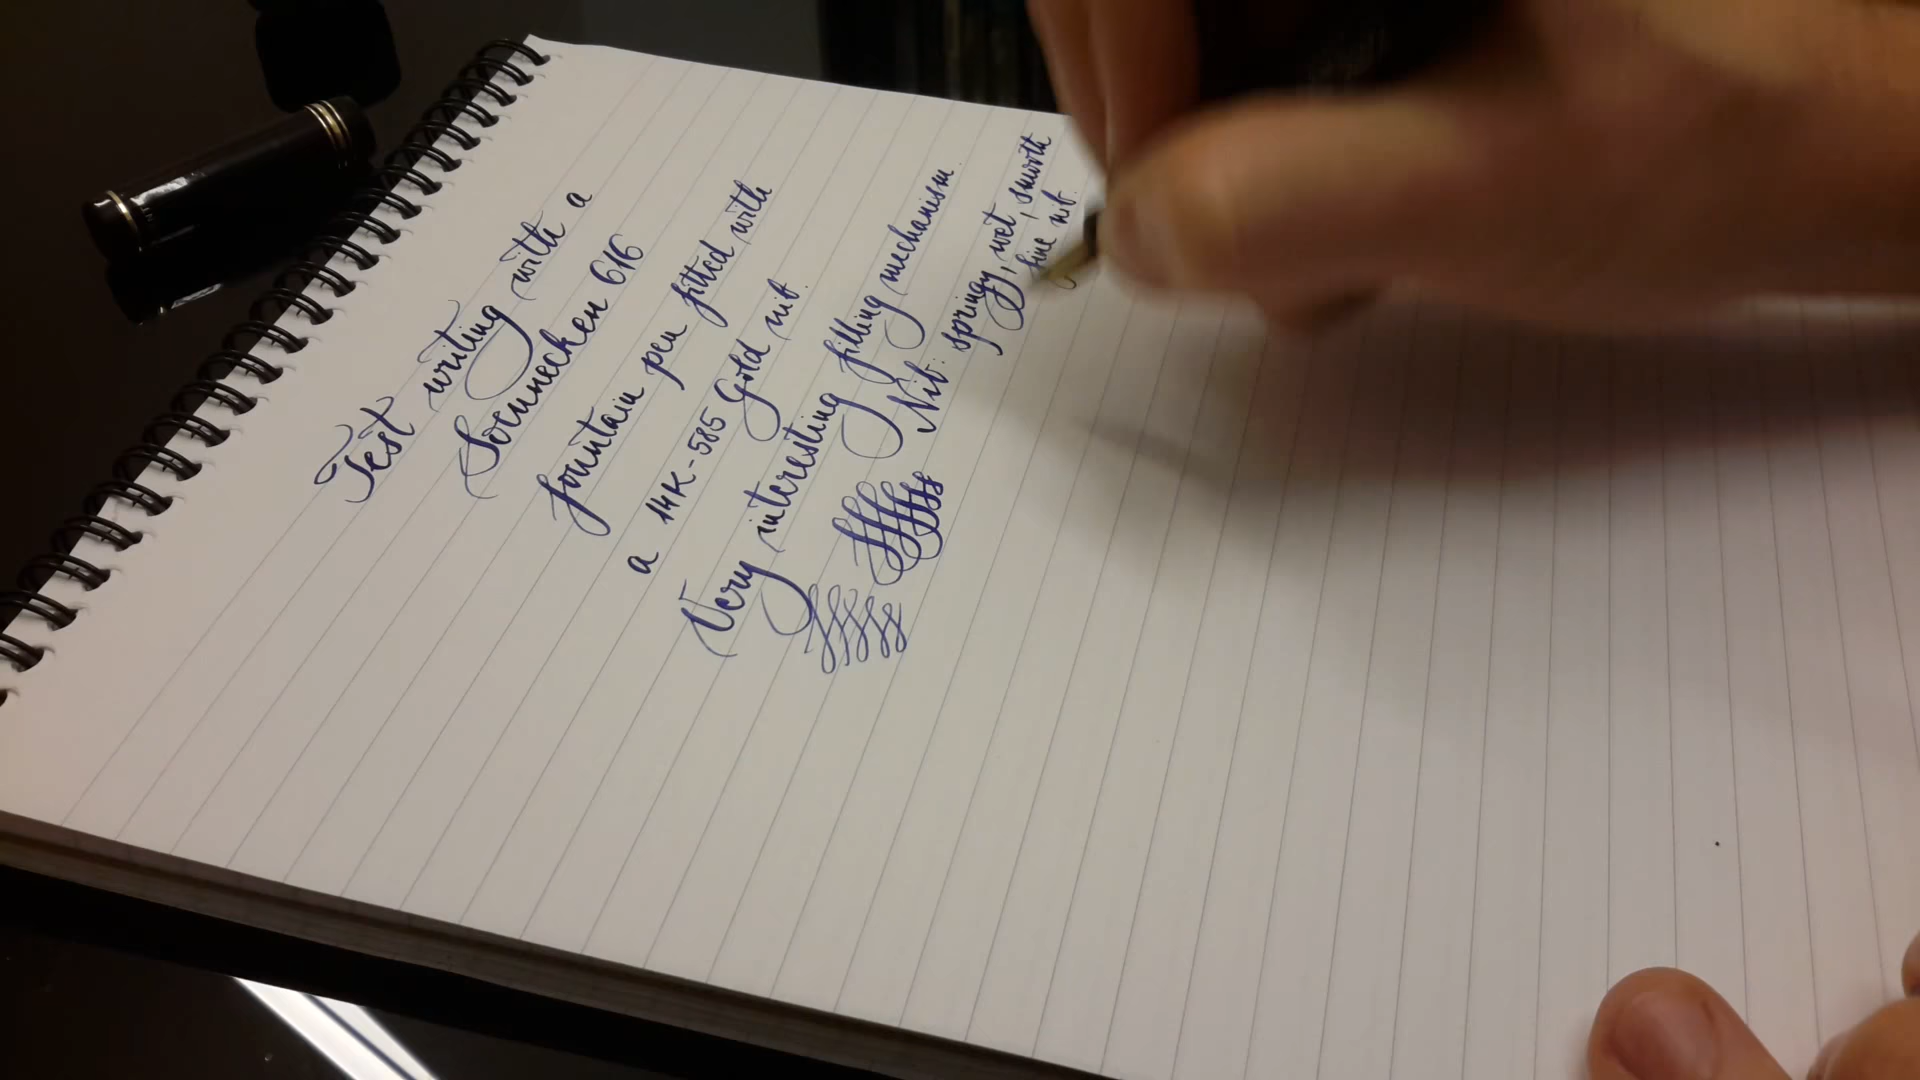 Test writing with a
Soennecken 616
fountain pen fitted with
a 14K-585 Gold nib.
Very interesting filling mechanism.
Nib: springy, wet, smooth
fine nib.